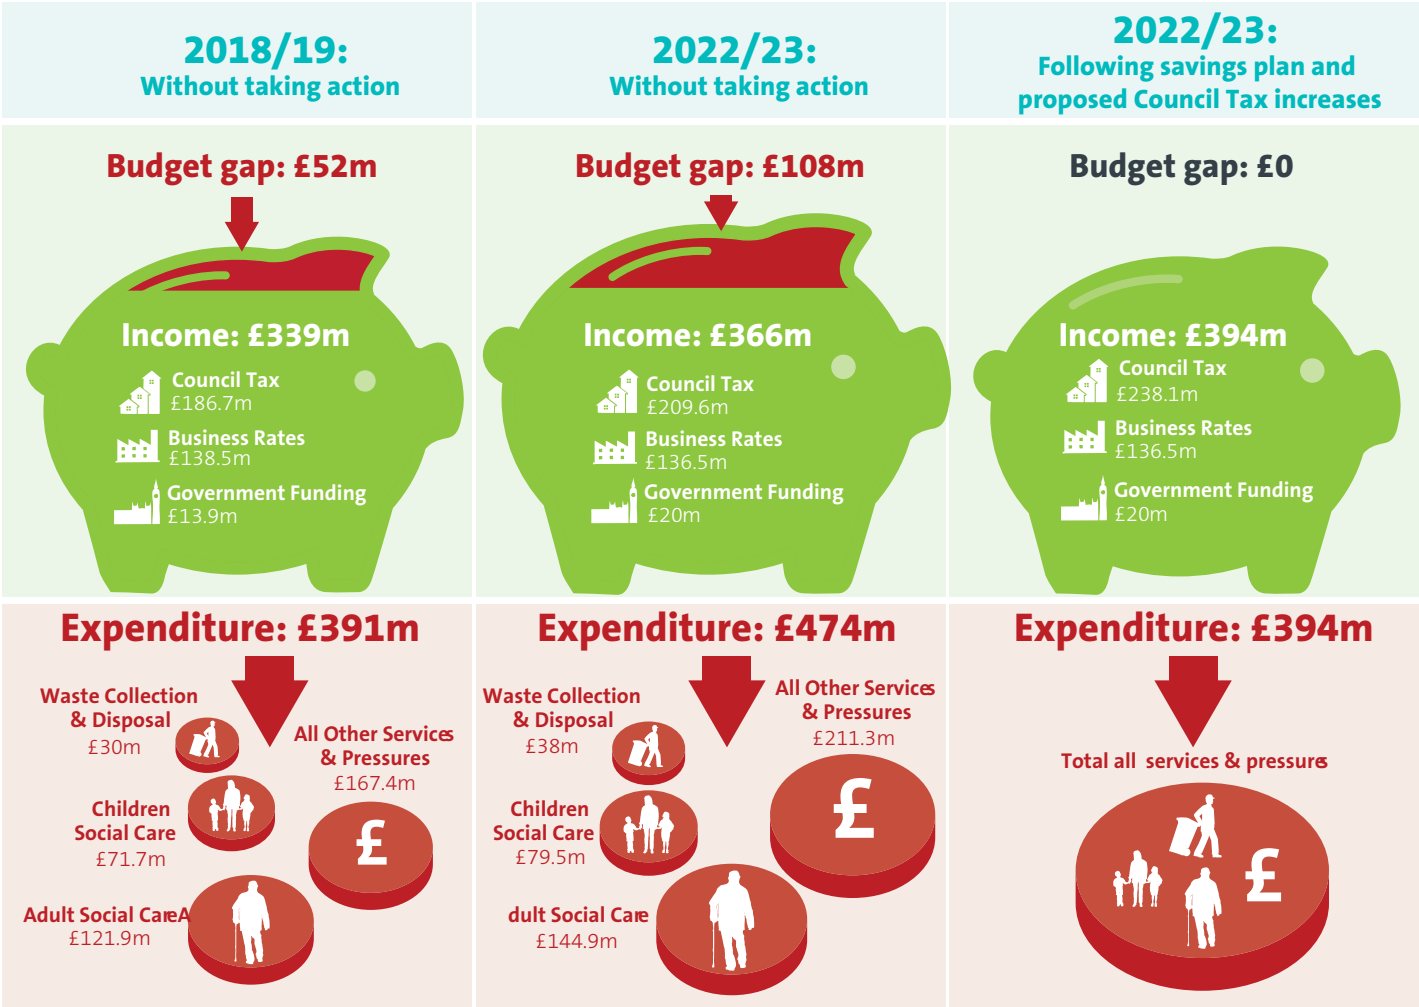 2018/19:
Without taking action
Budget gap: £52m
Income: £339m
Council Tax
£186.7m
Business Rates
£138.5m
Government Funding
£13.9m
Expenditure: £391m
Waste Collection
& Disposal
£30m
All Other Services
& Pressures
£167.4m
Children
Social Care
£71.7m
Adult Social CareA
£121.9m
2022/23:
Without taking action
Budget gap: £108m
Income: £366m
Council Tax
£209.6m
Business Rates
£136.5m
Government Funding
£20m
Expenditure: £474m
Waste Collection
& Disposal
£38m
All Other Services
& Pressures
£211.3m
Children
Social Care
£79.5m
dult Social Care
£144.9m
2022/23:
Following savings plan and
proposed Council Tax increases
Budget gap: £0
Income: £394m
Council Tax
£238.1m
Business Rates
£136.5m
Government Funding
£20m
Expenditure: £394m
Total all services & pressures
£
£
£